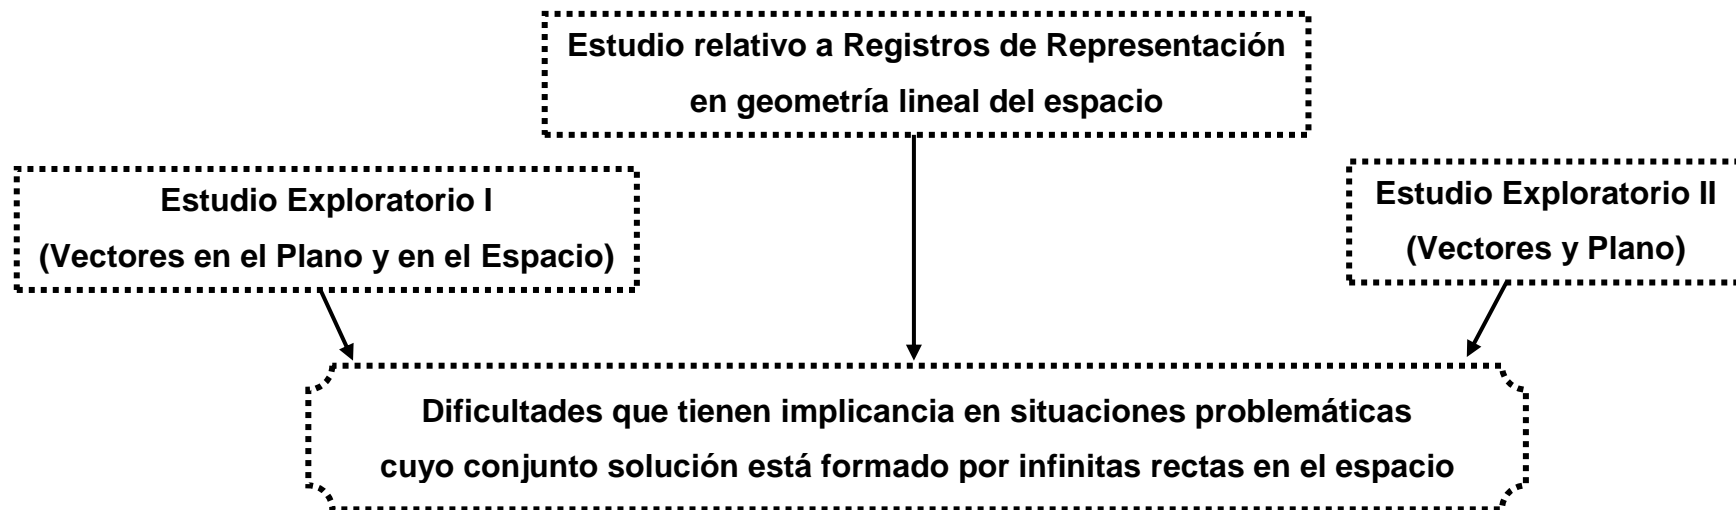 Estudio relativo a Registros de Representación
en geometría lineal del espacio
Estudio Exploratorio I
(Vectores en el Plano y en el Espacio)
Estudio Exploratorio II
(Vectores y Plano)
Dificultades que tienen implicancia en situaciones problemáticas
cuyo conjunto solución está formado por infinitas rectas en el espacio